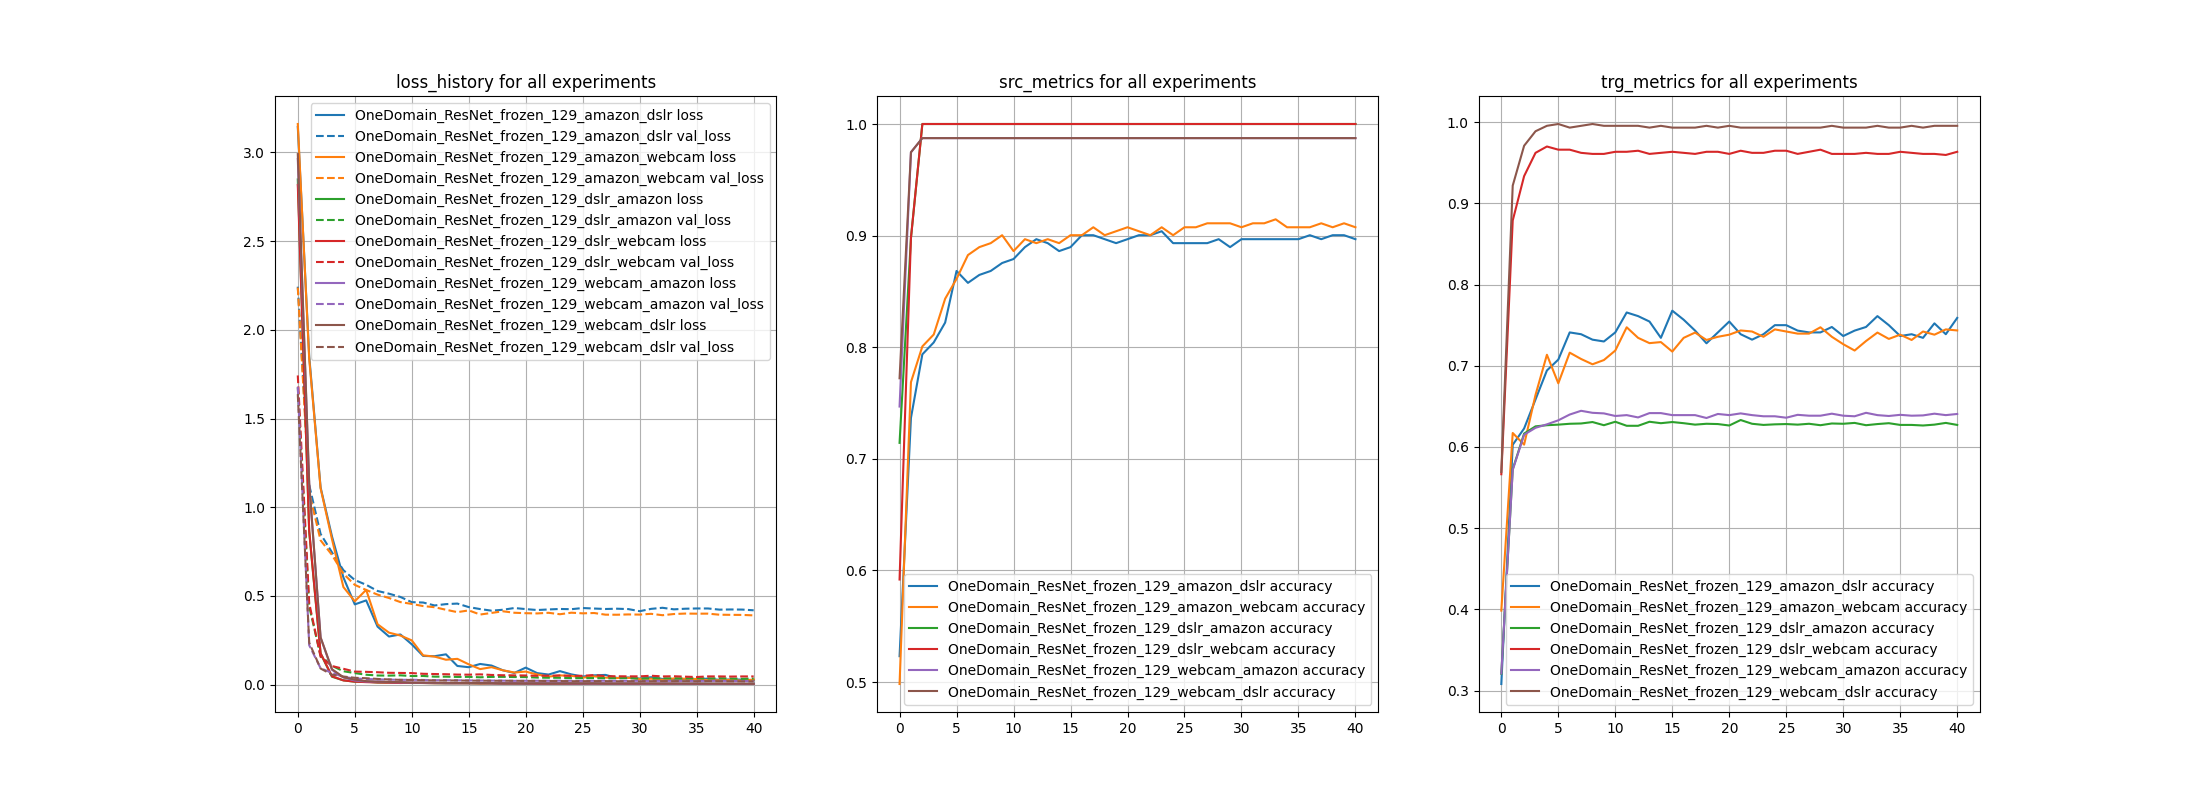 loss_history for all experiments
OneDomain_ResNet_frozen_129_amazon_dslr loss
OneDomain_ResNet_frozen_129_amazon_dslr val_loss
OneDomain_ResNet_frozen_129_amazon_webcam loss
OneDomain_ResNet_frozen_129_amazon_webcam val_loss
OneDomain_ResNet_frozen_129_dslr_amazon loss
OneDomain_ResNet_frozen_129_dslr_amazon val_loss
OneDomain_ResNet_frozen_129_dslr_webcam loss
OneDomain_ResNet_frozen_129_dslr_webcam val_loss
OneDomain_ResNet_frozen_129_webcam_amazon loss
OneDomain_ResNet_frozen_129_webcam_amazon val_loss
OneDomain_ResNet_frozen_129_webcam_dslr loss
OneDomain_ResNet_frozen_129_webcam_dslr val_loss
3.0
2.5
2.0
1.5
1.0
0.5
0.0
0 5 10 15 20 25 30 35 40
src_metrics for all experiments
1.0
0.9
0.8
0.7
0.6
0.5
OneDomain_ResNet_frozen_129_amazon_dslr accuracy
OneDomain_ResNet_frozen_129_amazon_webcam accuracy
OneDomain_ResNet_frozen_129_dslr_amazon accuracy
OneDomain_ResNet_frozen_129_dslr_webcam accuracy
OneDomain_ResNet_frozen_129_webcam_amazon accuracy
OneDomain_ResNet_frozen_129_webcam_dslr accuracy
0 5 10 15 20 25 30 35 40
trg_metrics for all experiments
1.0
0.9
0.8
0.7
0.6
0.5
0.4
0.3
OneDomain_ResNet_frozen_129_amazon_dslr accuracy
OneDomain_ResNet_frozen_129_amazon_webcam accuracy
OneDomain_ResNet_frozen_129_dslr_amazon accuracy
OneDomain_ResNet_frozen_129_dslr_webcam accuracy
OneDomain_ResNet_frozen_129_webcam_amazon accuracy
OneDomain_ResNet_frozen_129_webcam_dslr accuracy
0 5 10 15 20 25 30 35 40